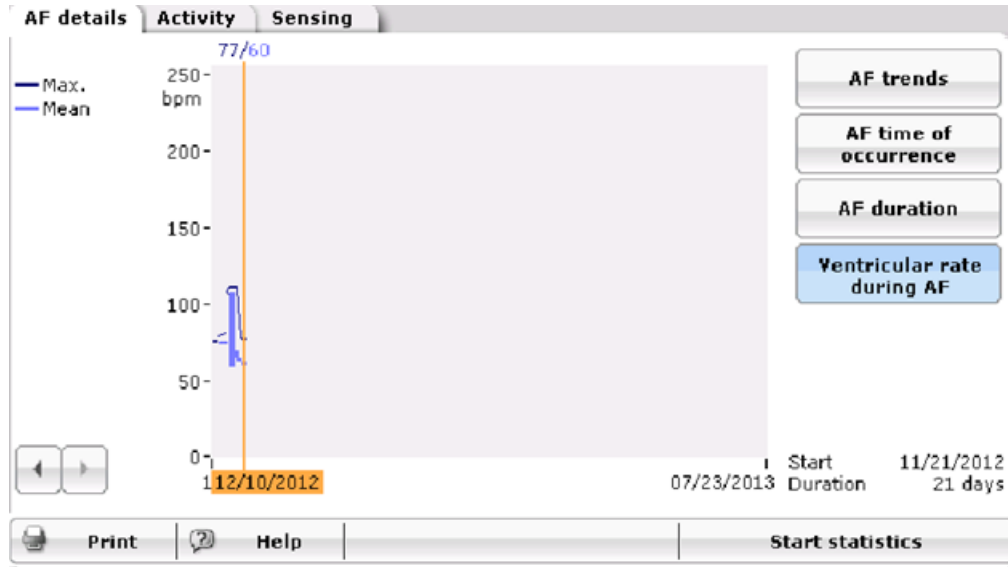 AF details Activity Sensing
77/60
Max.
Mean
250
bpm
200
150
100
50
0
1
12/10/2012
07/23/2013
AF trends
AF time of
occurrence
AF duration
Ventricular rate
during AF
Start 11/21/2012
Duration 21 days
Print Help Start statistics